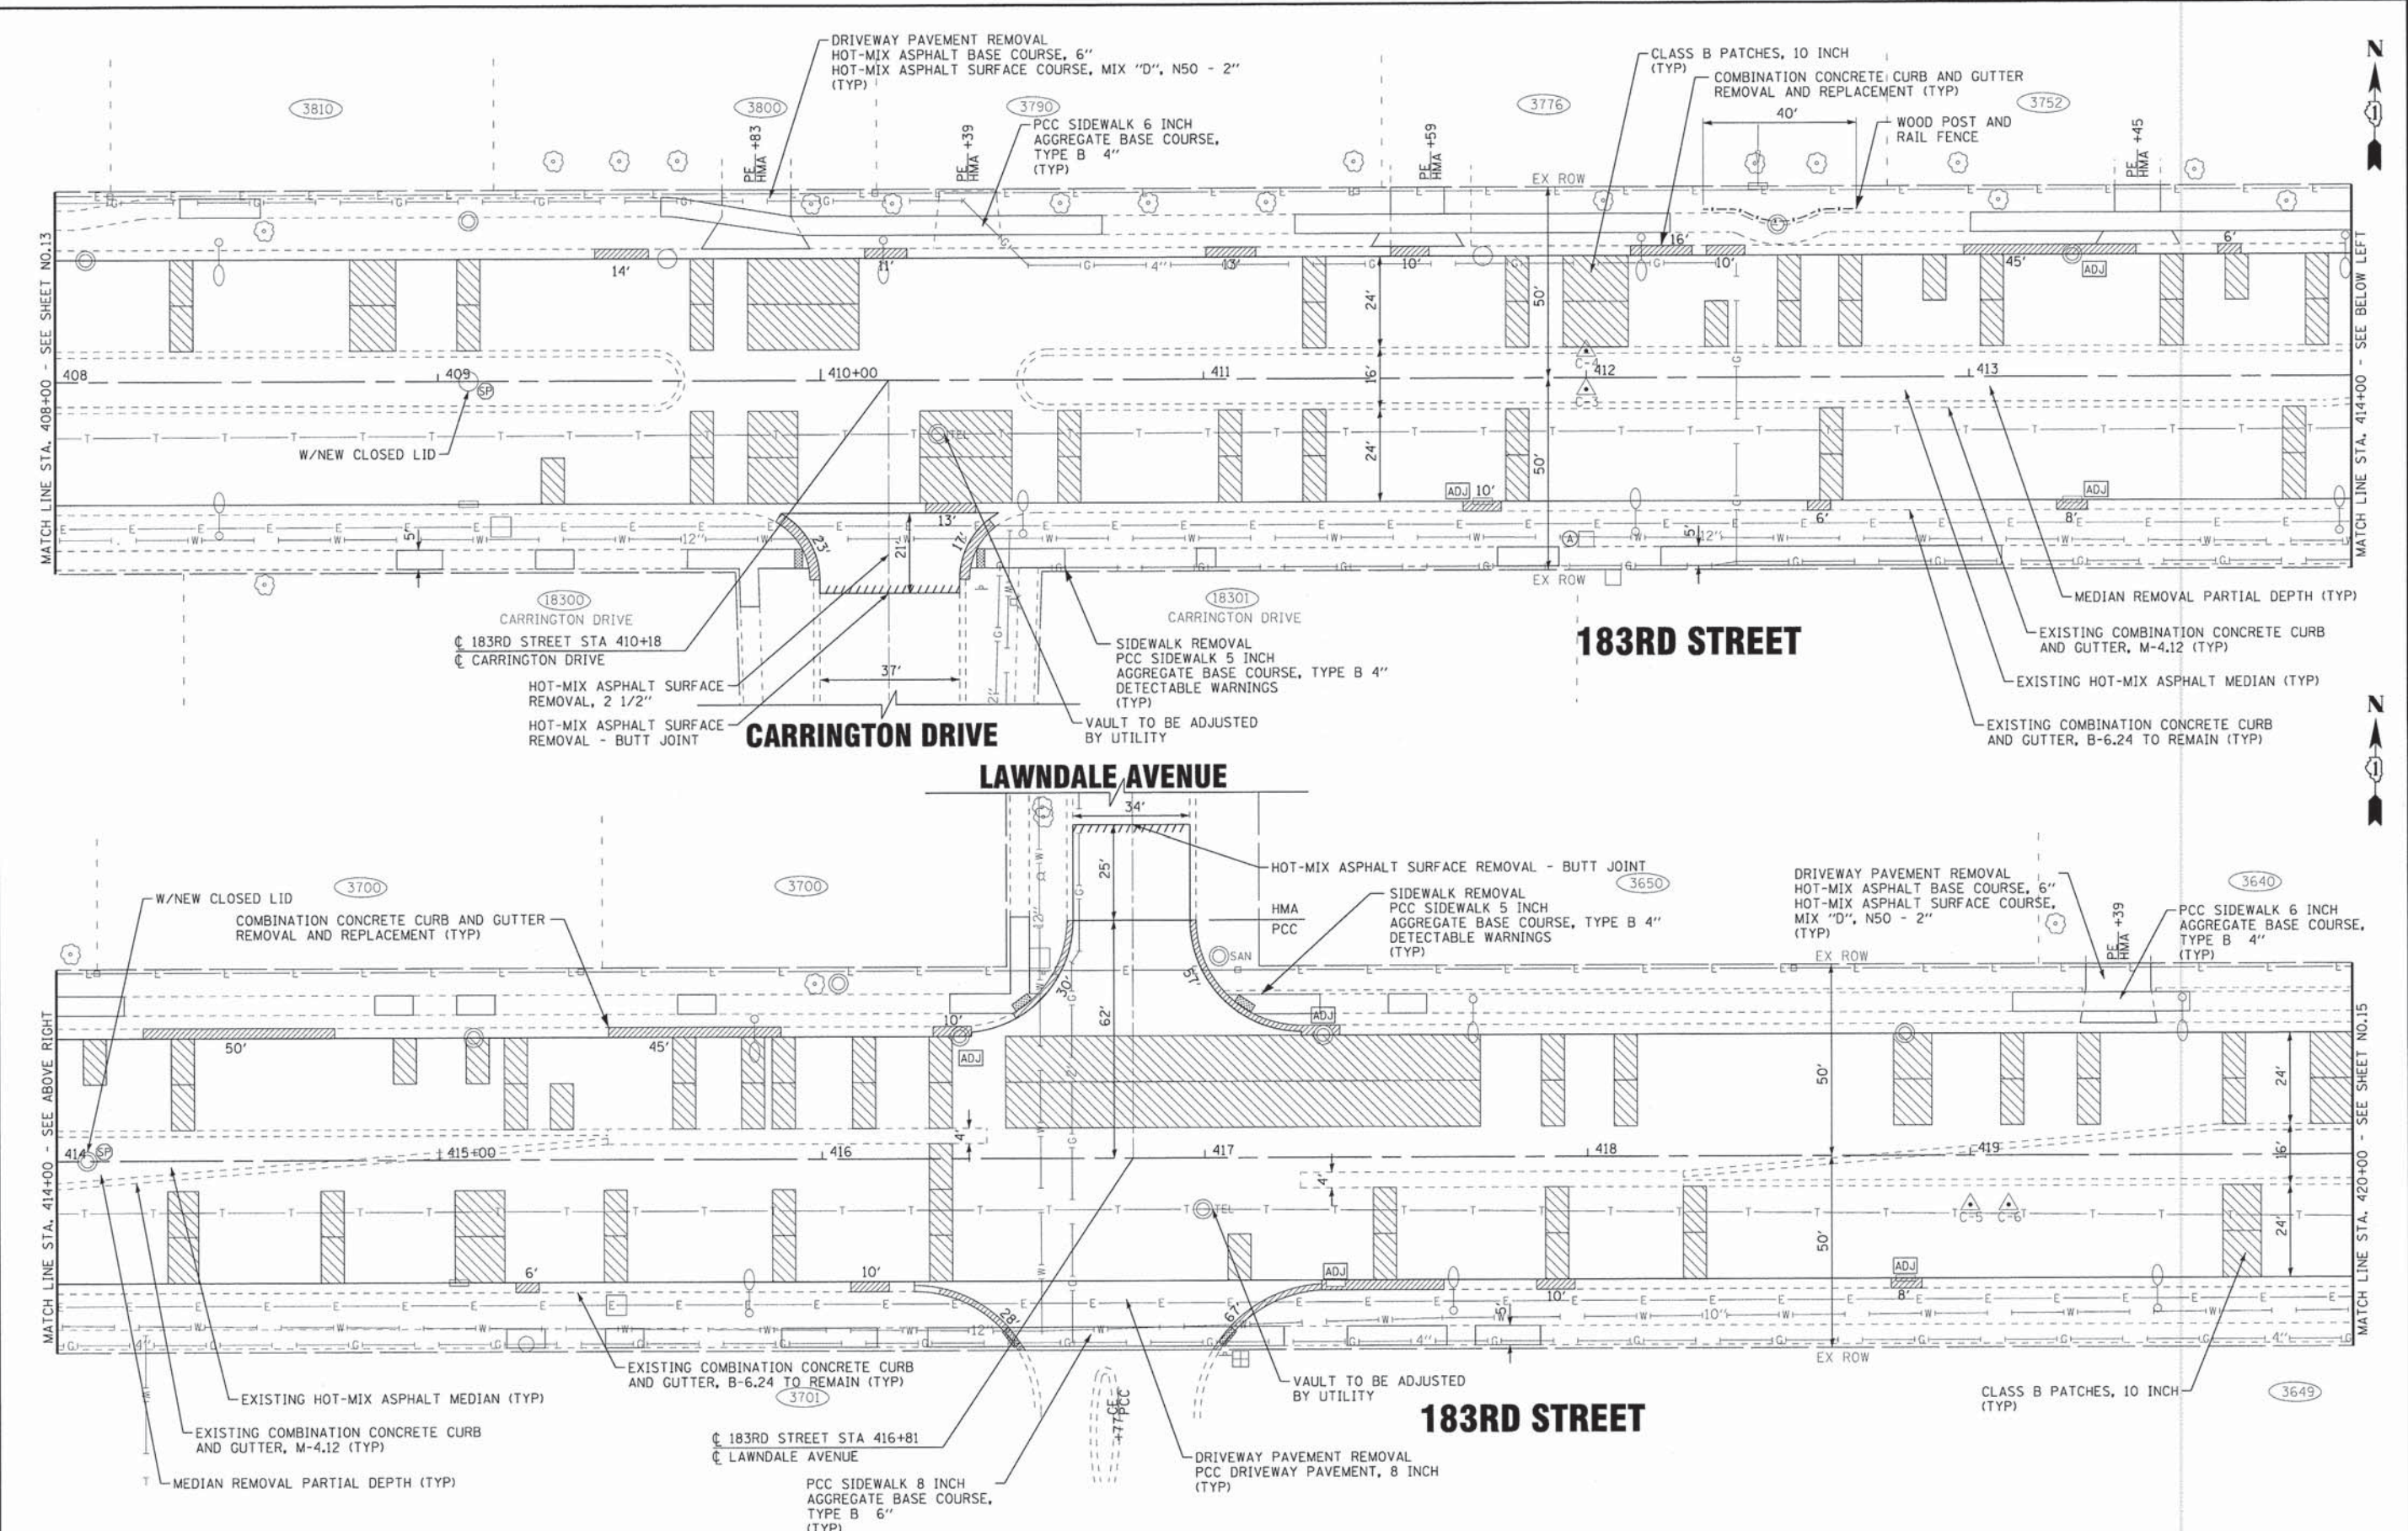 DRIVEWAY PAVEMENT REMOVAL
HOT-MIX ASPHALT BASE COURSE, 6"
HOT-MIX ASPHALT SURFACE COURSE, MIX "D", N50 - 2"
(TYP)
CLASS B PATCHES, 10 INCH
(TYP)
COMBINATION CONCRETE CURB AND GUTTER
REMOVAL AND REPLACEMENT (TYP)
N
3810
3800
3790
3776
3752
40'
PCC SIDEWALK 6 INCH
AGGREGATE BASE COURSE,
TYPE B 4"
(TYP)
WOOD POST AND
RAIL FENCE
PE +83
HMA
PE +39
HMA
PE +59
HMA
PE +45
HMA
EX ROW
MATCH LINE STA. 408+00 - SEE SHEET NO.13
MATCH LINE STA. 414+00 - SEE BELOW LEFT
14'
11'
4"
13'
10'
16'
10'
45'
6'
ADJ
24'
50'
16'
C-4
C-3
408
409
410+00
411
412
413
SP
W/NEW CLOSED LID
TEL
24'
50'
ADJ 10'
6'
8'
ADJ
5'
12"
13'
23'
21'
17'
A
5'
12"
EX ROW
18300
CARRINGTON DRIVE
18301
CARRINGTON DRIVE
℄ 183RD STREET STA 410+18
℄ CARRINGTON DRIVE
HOT-MIX ASPHALT SURFACE
REMOVAL, 2 1/2"
HOT-MIX ASPHALT SURFACE
REMOVAL - BUTT JOINT
37'
2"
CARRINGTON DRIVE
SIDEWALK REMOVAL
PCC SIDEWALK 5 INCH
AGGREGATE BASE COURSE, TYPE B 4"
DETECTABLE WARNINGS
(TYP)
VAULT TO BE ADJUSTED
BY UTILITY
183RD STREET
MEDIAN REMOVAL PARTIAL DEPTH (TYP)
EXISTING COMBINATION CONCRETE CURB
AND GUTTER, M-4.12 (TYP)
EXISTING HOT-MIX ASPHALT MEDIAN (TYP)
EXISTING COMBINATION CONCRETE CURB
AND GUTTER, B-6.24 TO REMAIN (TYP)
N
LAWNDALE AVENUE
34'
25'
HOT-MIX ASPHALT SURFACE REMOVAL - BUTT JOINT
W/NEW CLOSED LID
3700
3700
3650
3640
COMBINATION CONCRETE CURB AND GUTTER
REMOVAL AND REPLACEMENT (TYP)
SIDEWALK REMOVAL
PCC SIDEWALK 5 INCH
AGGREGATE BASE COURSE, TYPE B 4"
DETECTABLE WARNINGS
(TYP)
HMA
PCC
SAN
DRIVEWAY PAVEMENT REMOVAL
HOT-MIX ASPHALT BASE COURSE, 6"
HOT-MIX ASPHALT SURFACE COURSE,
MIX "D", N50 - 2"
(TYP)
PE +39
HMA
PCC SIDEWALK 6 INCH
AGGREGATE BASE COURSE,
TYPE B 4"
(TYP)
EX ROW
MATCH LINE STA. 414+00 - SEE ABOVE RIGHT
MATCH LINE STA. 420+00 - SEE SHEET NO.15
12"
30'
57'
62'
50'
45'
10'
ADJ
ADJ
2"
50'
24'
4'
414
SP
415+00
416
417
418
419
16'
4'
TEL
C-5
C-6
50'
24'
6'
10'
ADJ
10'
ADJ
8'
28'
67'
12"
5'
10"
4"
4"
4"
EX ROW
EXISTING COMBINATION CONCRETE CURB
AND GUTTER, B-6.24 TO REMAIN (TYP)
3701
EXISTING HOT-MIX ASPHALT MEDIAN (TYP)
EXISTING COMBINATION CONCRETE CURB
AND GUTTER, M-4.12 (TYP)
MEDIAN REMOVAL PARTIAL DEPTH (TYP)
℄ 183RD STREET STA 416+81
℄ LAWNDALE AVENUE
PCC SIDEWALK 8 INCH
AGGREGATE BASE COURSE,
TYPE B 6"
(TYP)
+77 CE
PCC
VAULT TO BE ADJUSTED
BY UTILITY
183RD STREET
DRIVEWAY PAVEMENT REMOVAL
PCC DRIVEWAY PAVEMENT, 8 INCH
(TYP)
CLASS B PATCHES, 10 INCH
(TYP)
3649